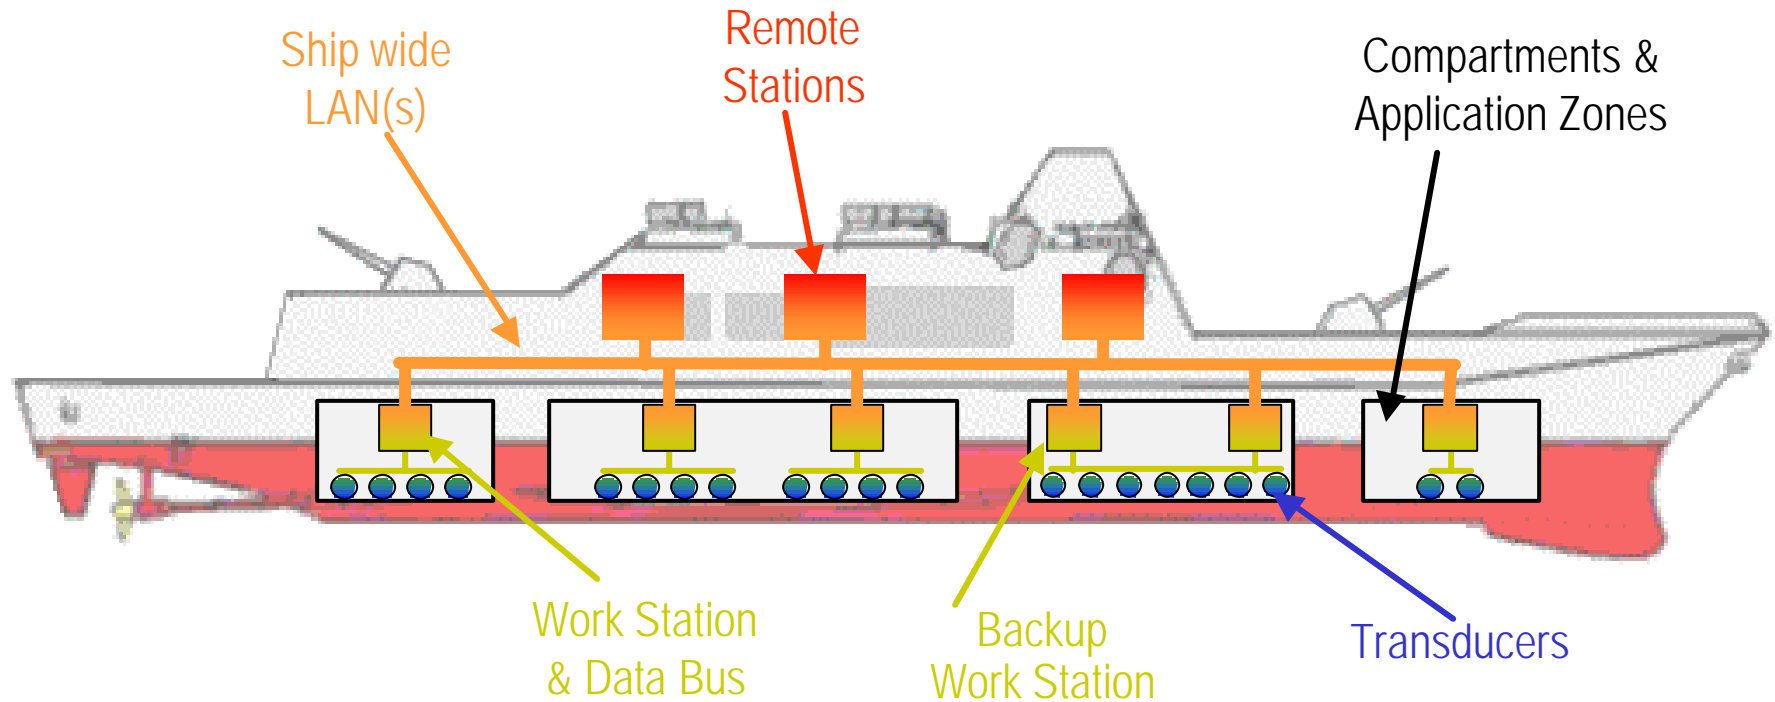 Ship wide
LAN(s)
Remote
Stations
Compartments &
Application Zones
Work Station
& Data Bus
Backup
Work Station
Transducers